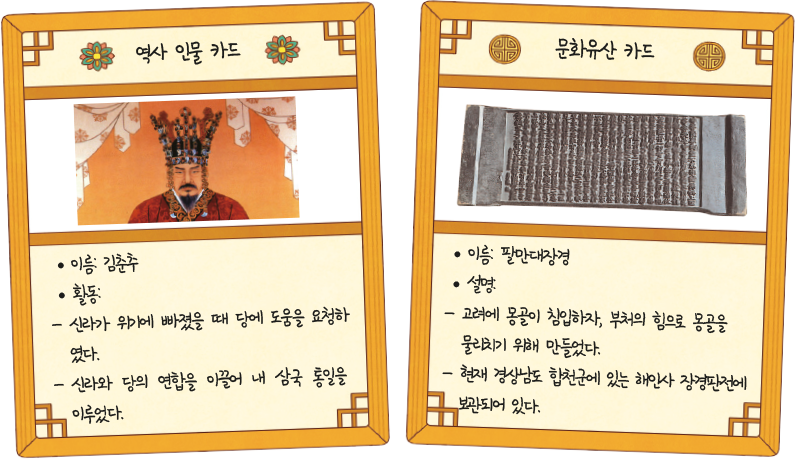 역사 인물 카드
• 이름: 김춘추
• 활동:
- 신라가 위기에 빠졌을 때 당에 도움을 요청하
였다.
- 신라와 당의 연합을 이끌어 내 삼국 통일을
이루었다.
문화유산 카드
• 이름: 팔만대장경
• 설명:
- 고려에 몽골이 침입하자, 부처의 힘으로 몽골을
물리치기 위해 만들었다.
- 현재 경상남도 합천군에 있는 해인사 장경판전에
보관되어 있다.